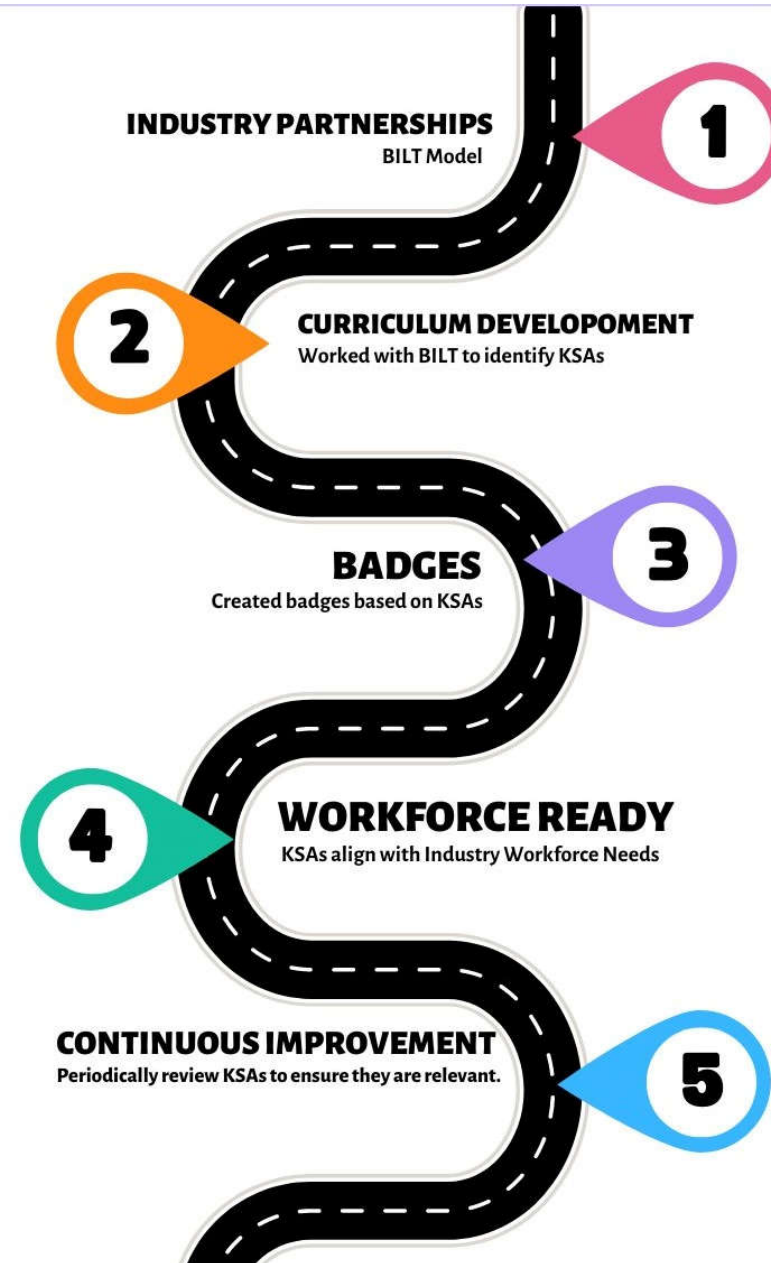 1
INDUSTRY PARTNERSHIPS
BILT Model
2
CURRICULUM DEVELOPOMENT
Worked with BILT to identify KSAs
3
BADGES
Created badges based on KSAs
4
WORKFORCE READY
KSAs align with Industry Workforce Needs
5
CONTINUOUS IMPROVEMENT
Periodically review KSAs to ensure they are relevant.